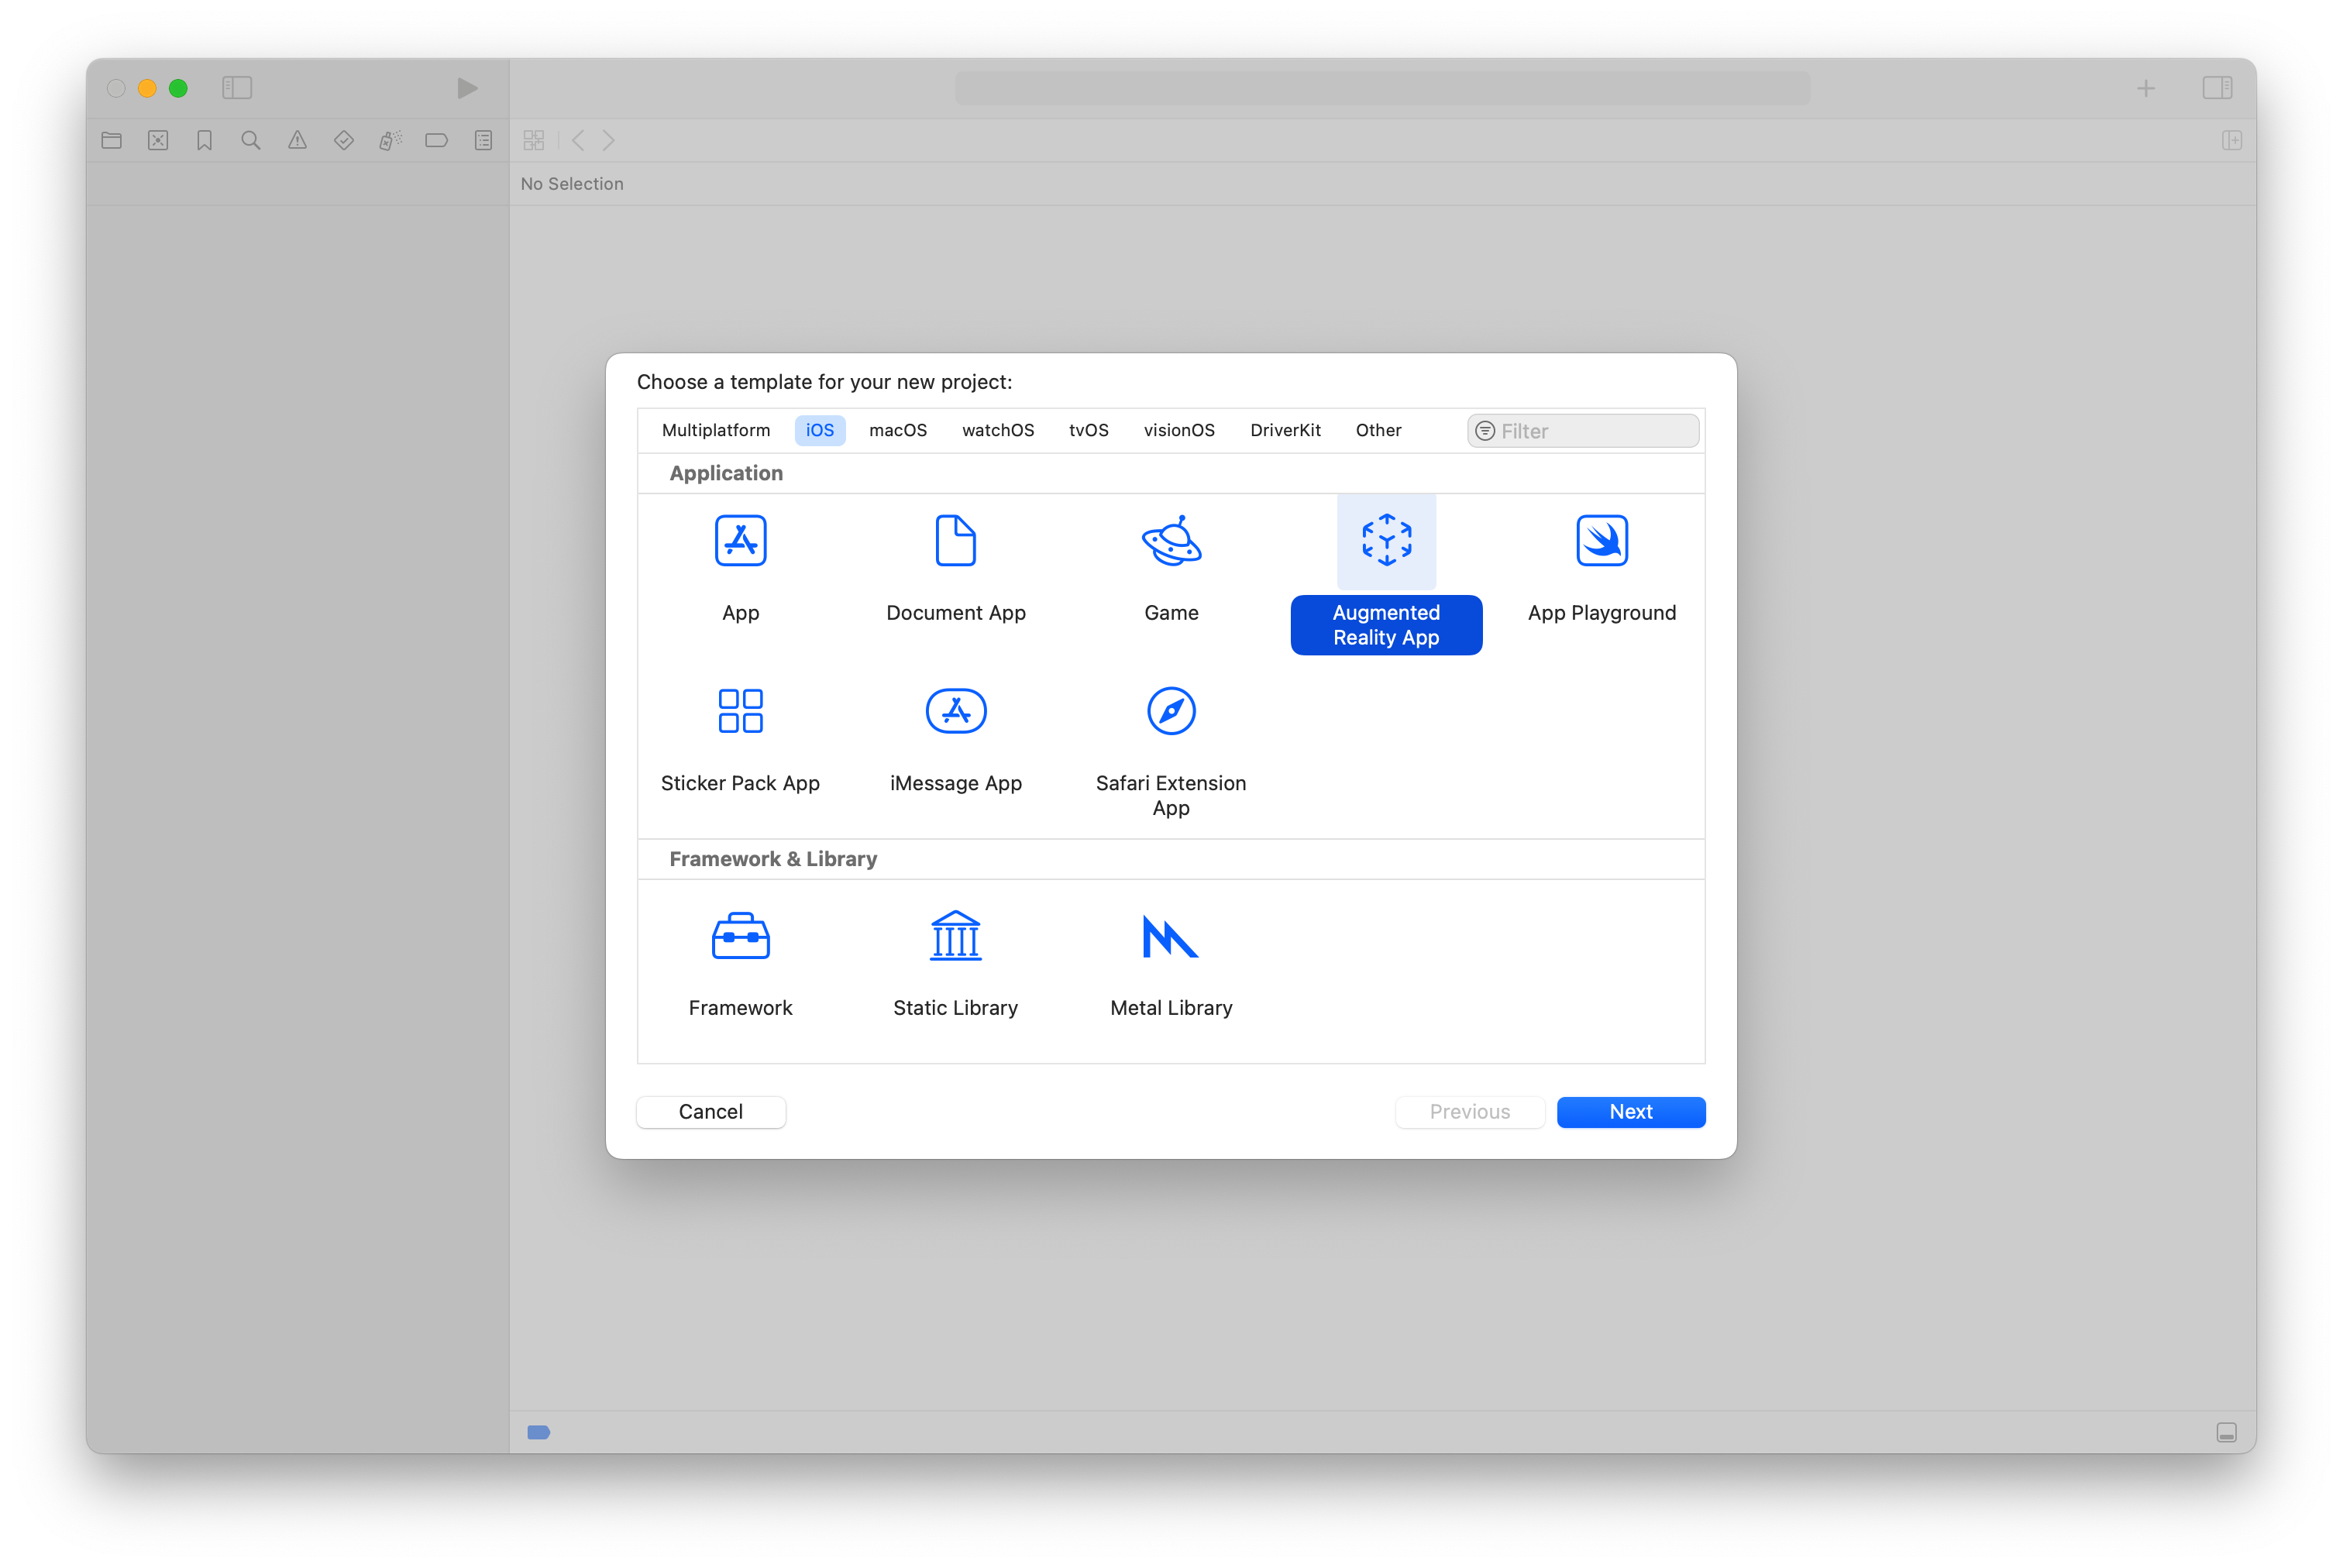 No Selection
Choose a template for your new project:
Multiplatform iOS macOS watchOS tvOS visionOS DriverKit Other Filter
Application
App Document App Game Augmented Reality App App Playground
Sticker Pack App iMessage App Safari Extension App
Framework & Library
Framework Static Library Metal Library
Cancel Previous Next